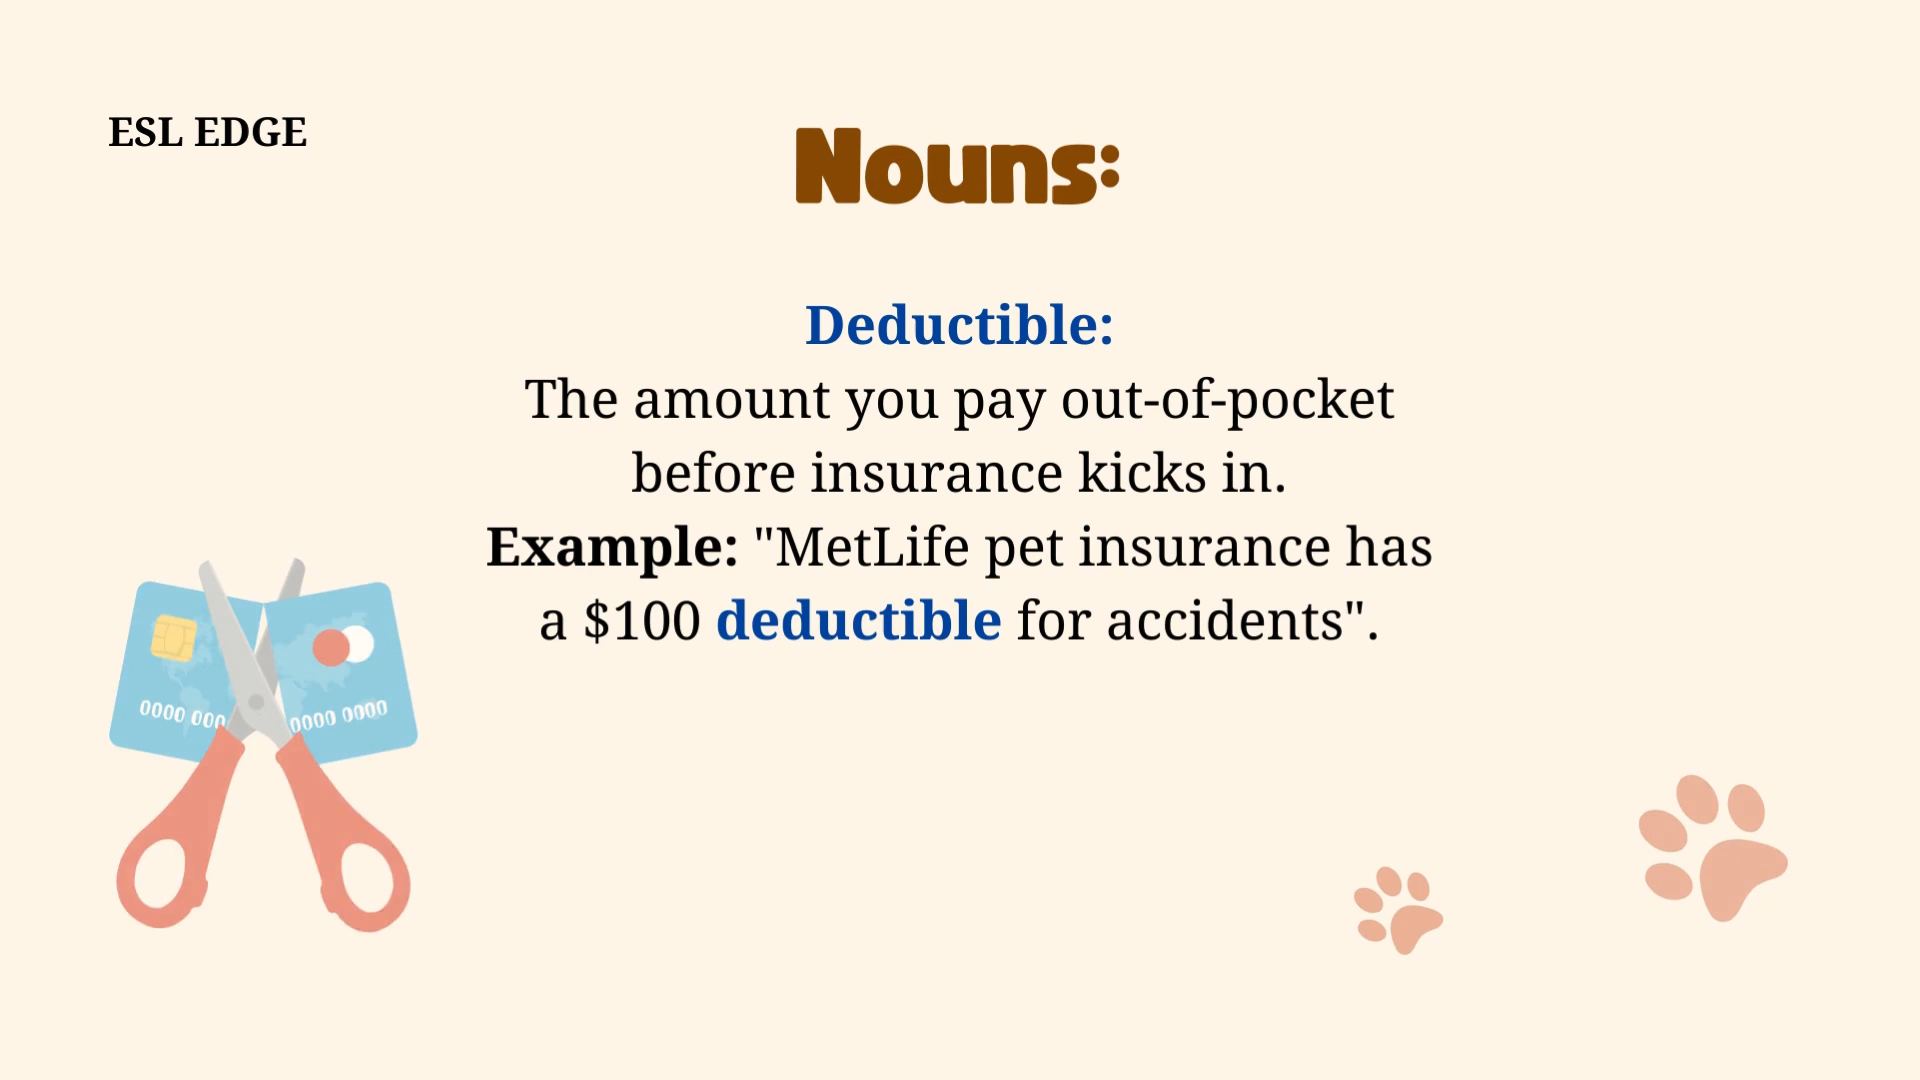 ESL EDGE
Nouns:
Deductible:
The amount you pay out-of-pocket
before insurance kicks in.
Example: "MetLife pet insurance has
a $100 deductible for accidents".
0000 000
0000 0000